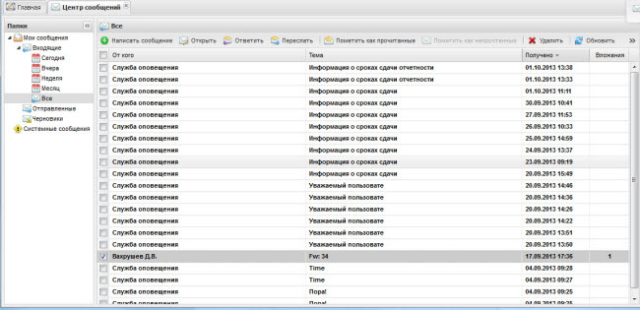 Главная Центр сообщений
Папки « Все
Написать сообщение Открыть Ответить Переслать Пометить как прочитанные Пометить как непрочитанные Удалить Обновить »
Мои сообщения
Входящие
Сегодня
Вчера
Неделя
Месяц
Все
Отправленные
Черновики
Системные сообщения
От кого Тема Получено Вложения
Служба оповещения Информация о сроках сдачи отчетности 01.10.2013 13:38
Служба оповещения Информация о сроках сдачи отчетности 01.10.2013 13:33
Служба оповещения Информация о сроках сдачи 01.10.2013 11:11
Служба оповещения Информация о сроках сдачи 30.09.2013 10:41
Служба оповещения Информация о сроках сдачи 27.09.2013 11:53
Служба оповещения Информация о сроках сдачи 26.09.2013 10:33
Служба оповещения Информация о сроках сдачи 25.09.2013 14:59
Служба оповещения Информация о сроках сдачи 24.09.2013 13:37
Служба оповещения Информация о сроках сдачи 23.09.2013 09:19
Служба оповещения Информация о сроках сдачи 20.09.2013 15:49
Служба оповещения Уважаемый пользовате 20.09.2013 14:46
Служба оповещения Уважаемый пользовате 20.09.2013 14:36
Служба оповещения Уважаемый пользовате 20.09.2013 14:26
Служба оповещения Уважаемый пользовате 20.09.2013 14:22
Служба оповещения Уважаемый пользовате 20.09.2013 13:51
Служба оповещения Уважаемый пользовате 20.09.2013 13:50
Вахрушев Д.В. Fw: 34 17.09.2013 17:36 1
Служба оповещения Time 04.09.2013 09:28
Служба оповещения Time 04.09.2013 09:27
Служба оповещения Пора! 04.09.2013 09:25
Служба оповещения Пора! 04.09.2013 09:25